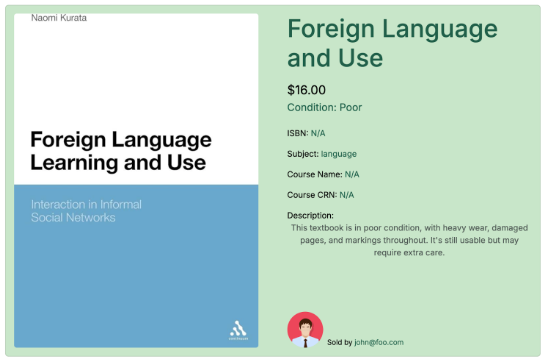 Naomi Kurata
Foreign Language
Learning and Use
Interaction in Informal
Social Networks
Foreign Language
and Use
$16.00
Condition: Poor
ISBN: N/A
Subject: language
Course Name: N/A
Course CRN: N/A
Description:
This textbook is in poor condition, with heavy wear, damaged
pages, and markings throughout. It's still usable but may
require extra care.
Sold by john@foo.com